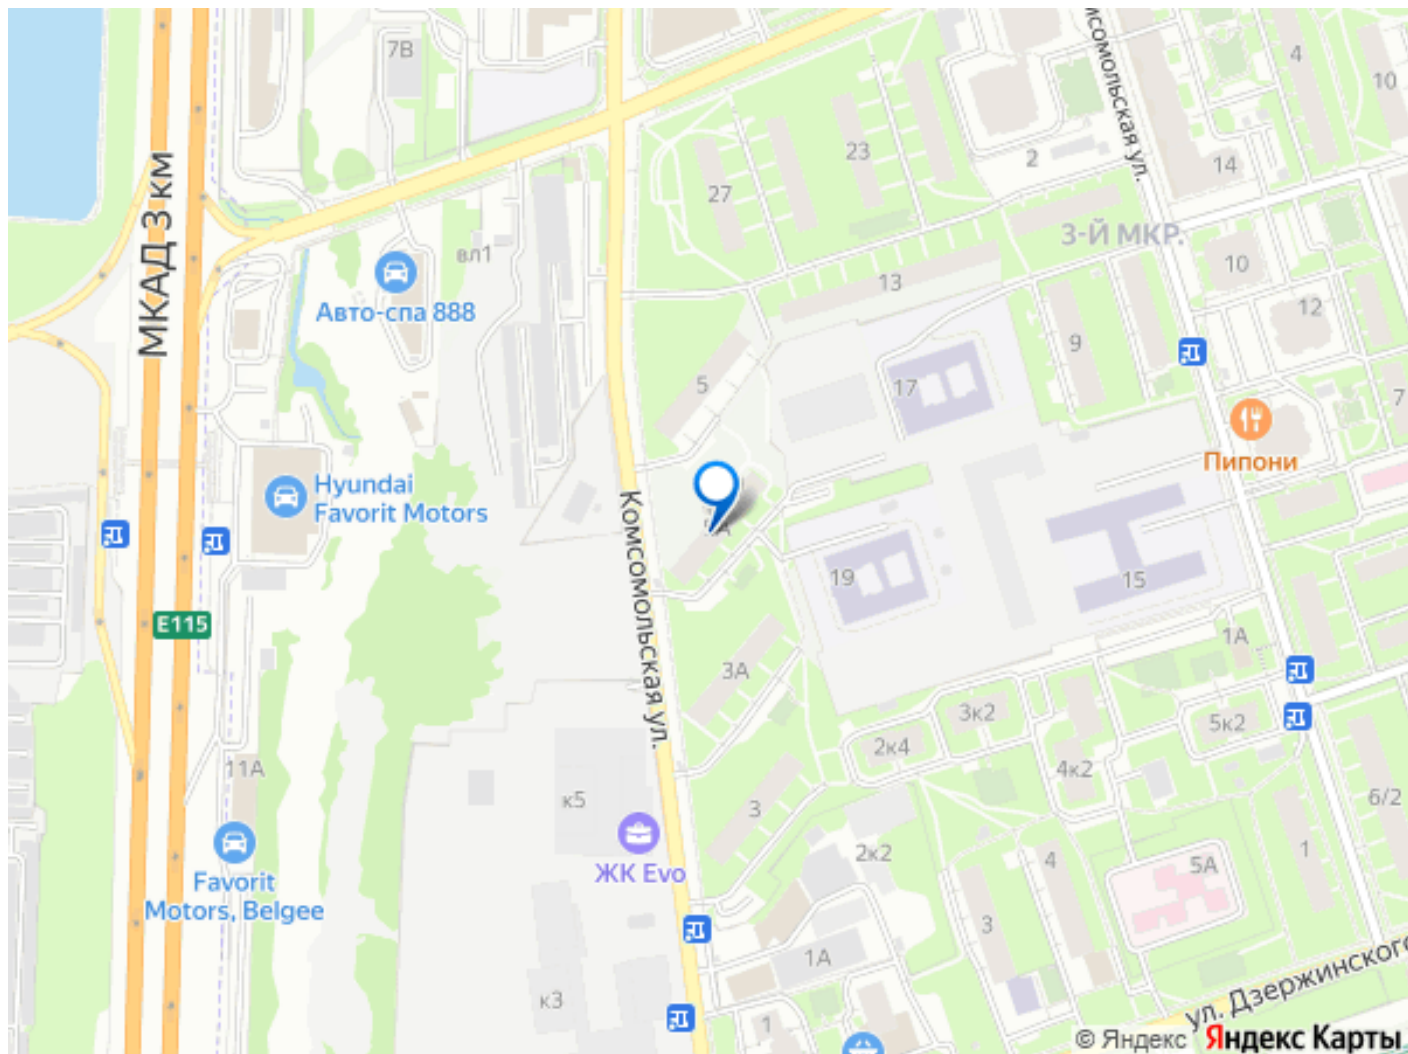 7В
4
10
сомольская ул.
23
2
14
27
МКАД 3 км
3-Й МКР.
вл1
10
13
Авто-спа 888
12
9
5
17
7
Пипони
Hyundai
Favorit Motors
Комсомольская ул.
19
15
E115
1А
3А
3к2
5к2
2к4
11А
4к2
к5
3
6/2
2к2
ЖК Evo
4
5А
1
Favorit
Motors, Belgee
3
1А
к3
ул. Дзержинского
1
© Яндекс Яндекс Карты